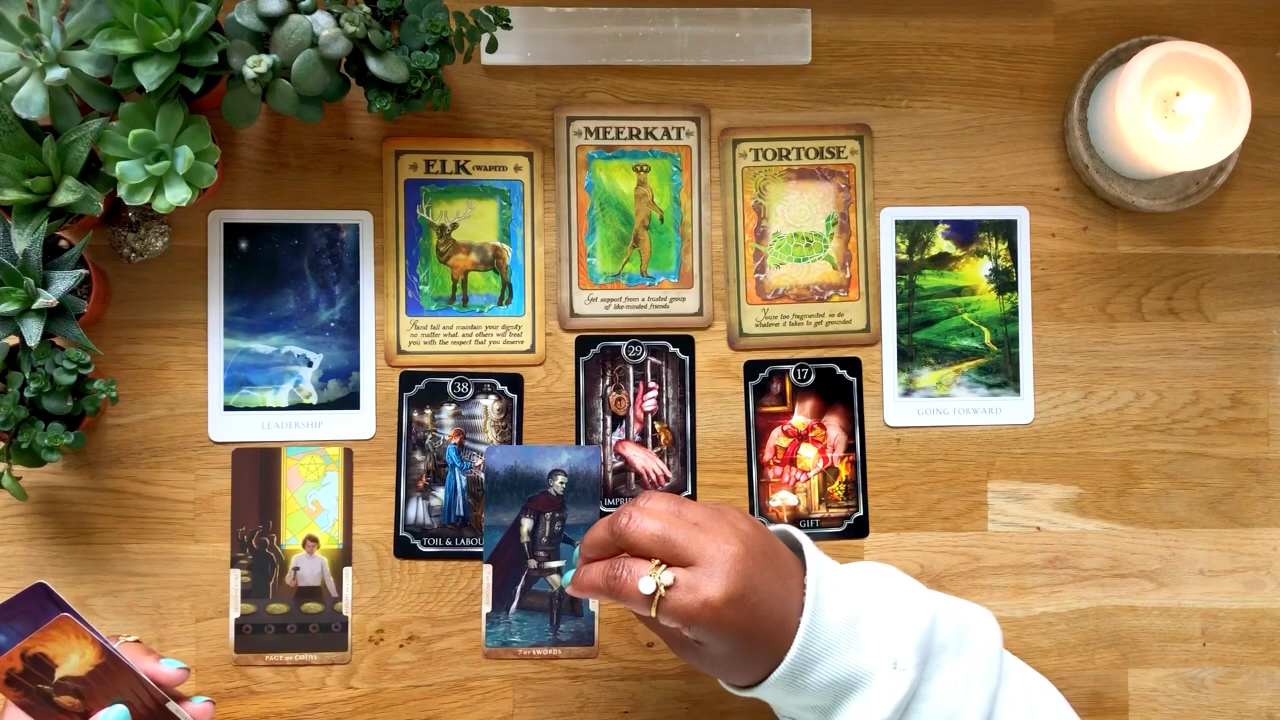 ELK (WAPITI)
Stand tall and maintain your dignity
no matter what, and others will treat
you with the respect that you deserve
MEERKAT
Get support from a trusted group
of like-minded friends
TORTOISE
You're too fragmented, so do
whatever it takes to get grounded
LEADERSHIP
GOING FORWARD
38
TOIL & LABOU
29
IMPRIS
17
GIFT
PAGE OF COINS
7 OF SWORDS